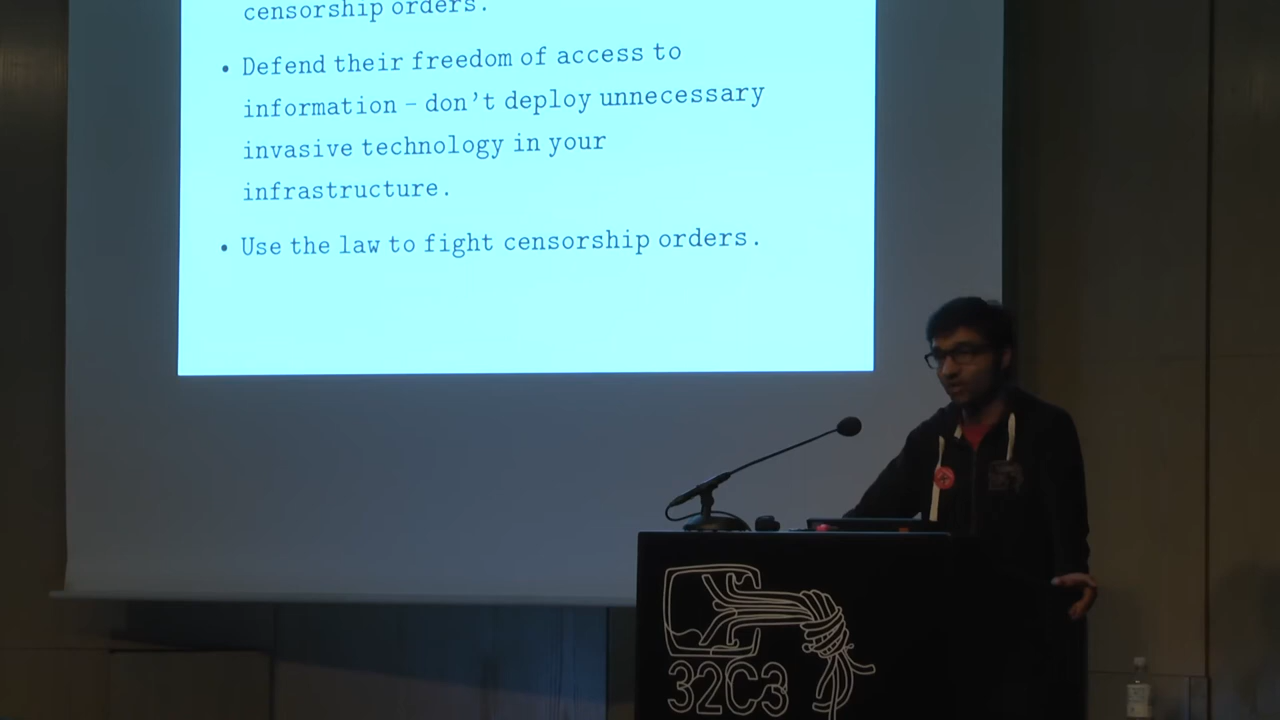 censorship orders.
• Defend their freedom of access to
information – don't deploy unnecessary
invasive technology in your
infrastructure.
• Use the law to fight censorship orders.
32C3